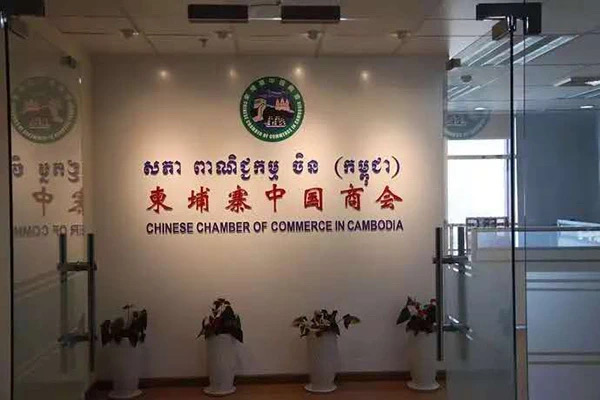 សភា ពាណិជ្ជកម្ម ចិន (កម្ពុជា)
柬埔寨中国商会
CHINESE CHAMBER OF COMMERCE IN CAMBODIA